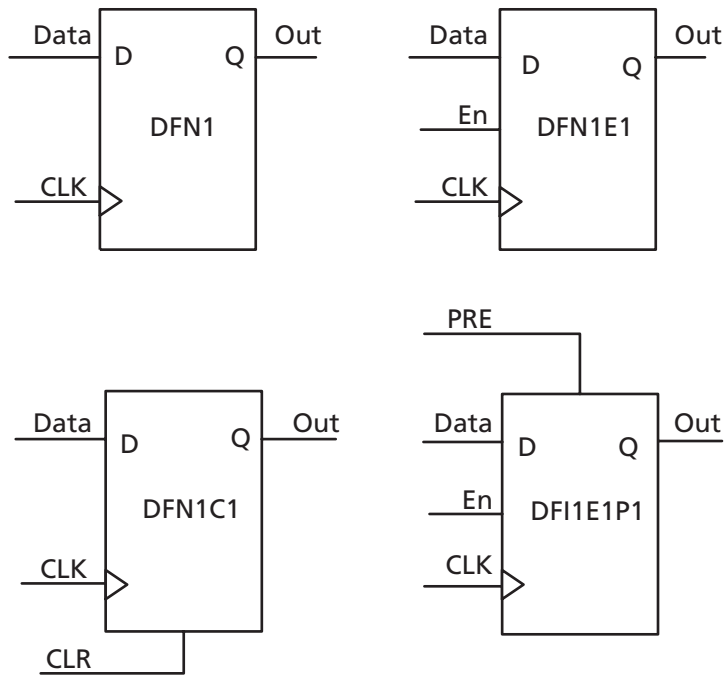 Data
Out
D
Q
DFN1
CLK
Data
Out
D
Q
En
DFN1E1
CLK
Data
Out
D
Q
DFN1C1
CLK
CLR
PRE
Data
Out
D
Q
En
DFI1E1P1
CLK